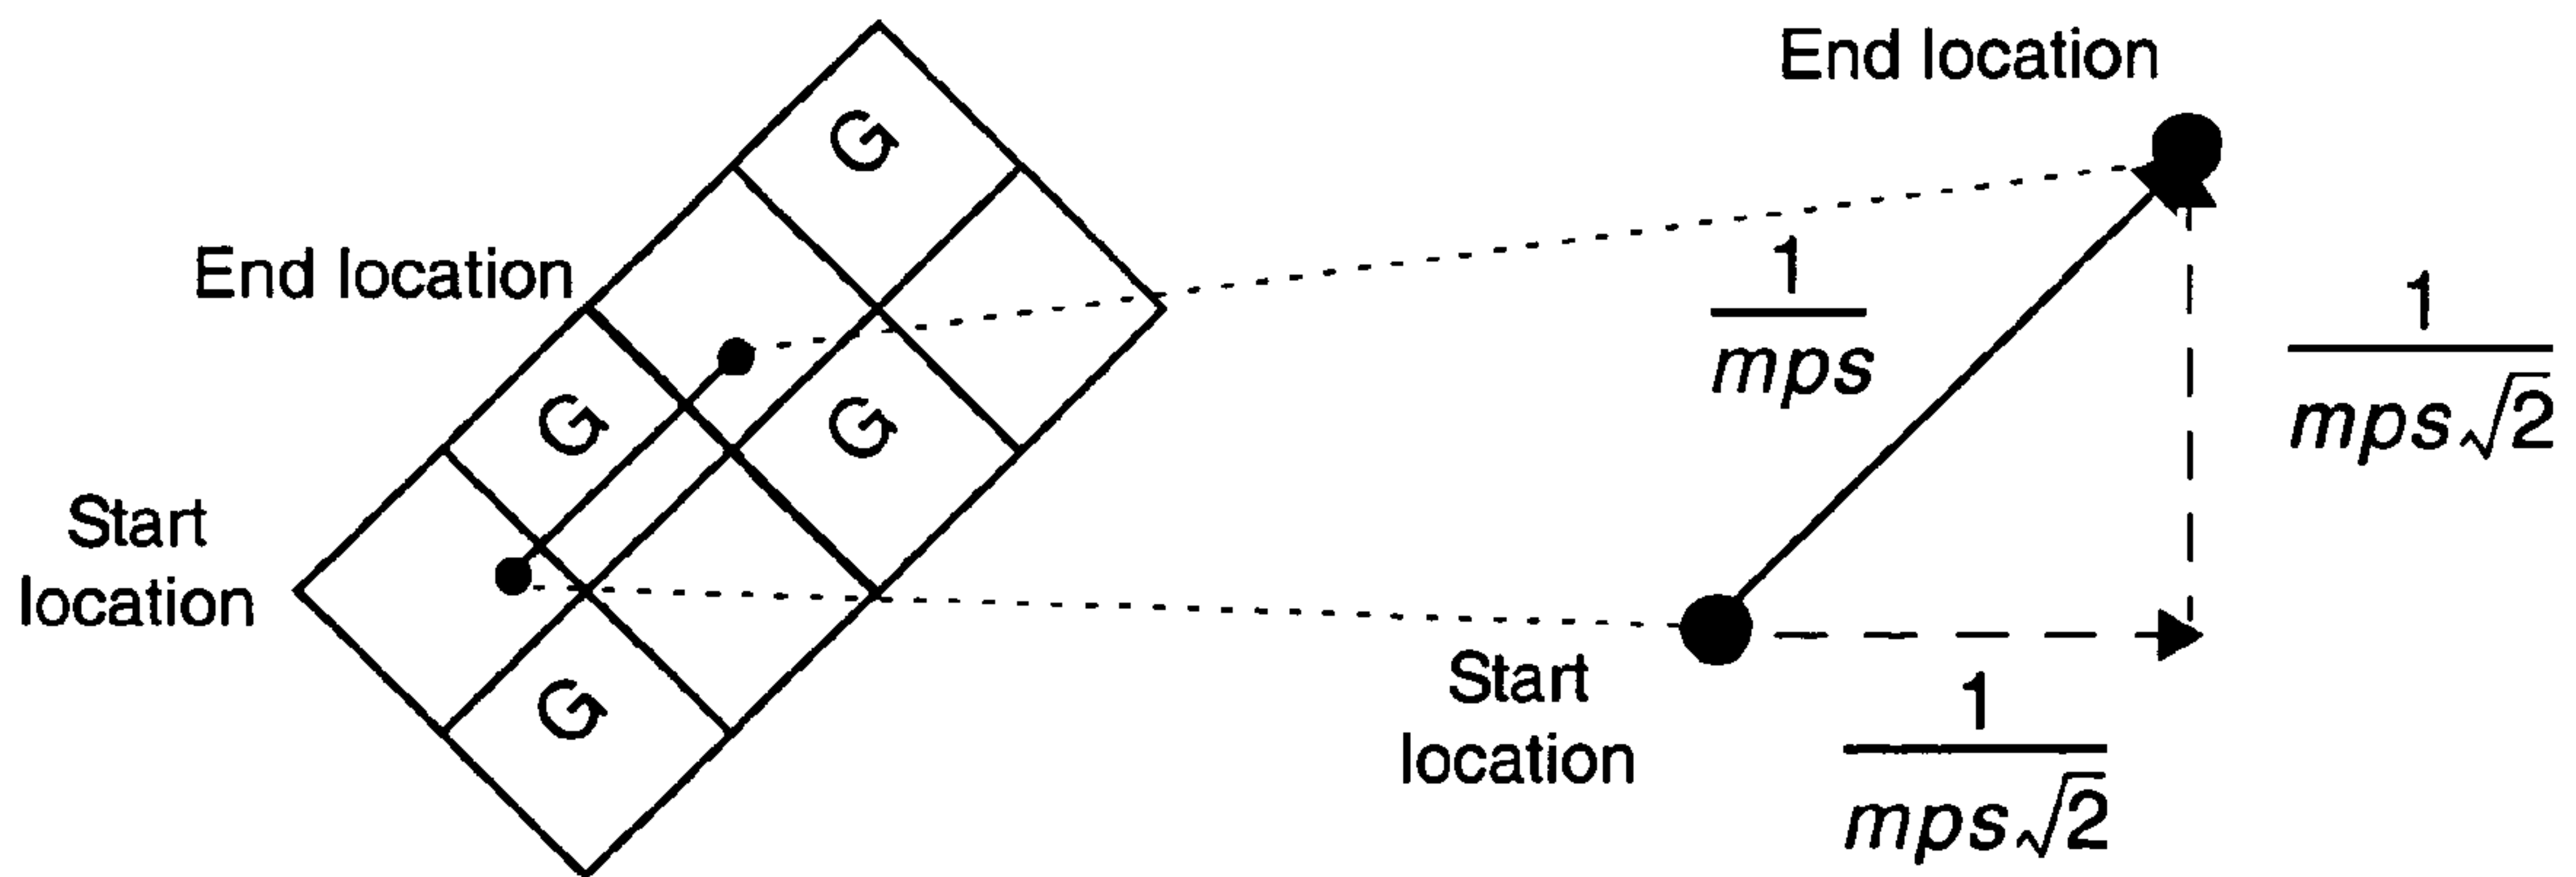 G
End location
G
G
Start
location
G
End location
1
mps
1
mps√2
Start
location
1
mps√2